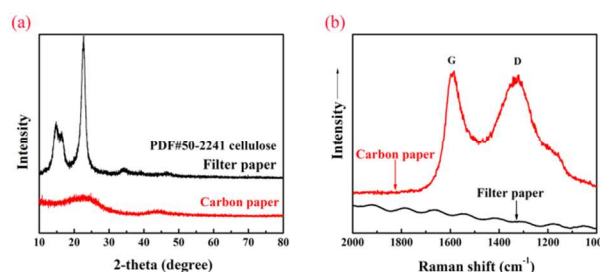 (a)
Intensity
PDF#50-2241 cellulose
Filter paper
Carbon paper
10 20 30 40 50 60 70 80
2-theta (degree)
(b)
Intensity
G
D
Carbon paper
Filter paper
2000 1800 1600 1400 1200 1000
Raman shift (cm⁻¹)